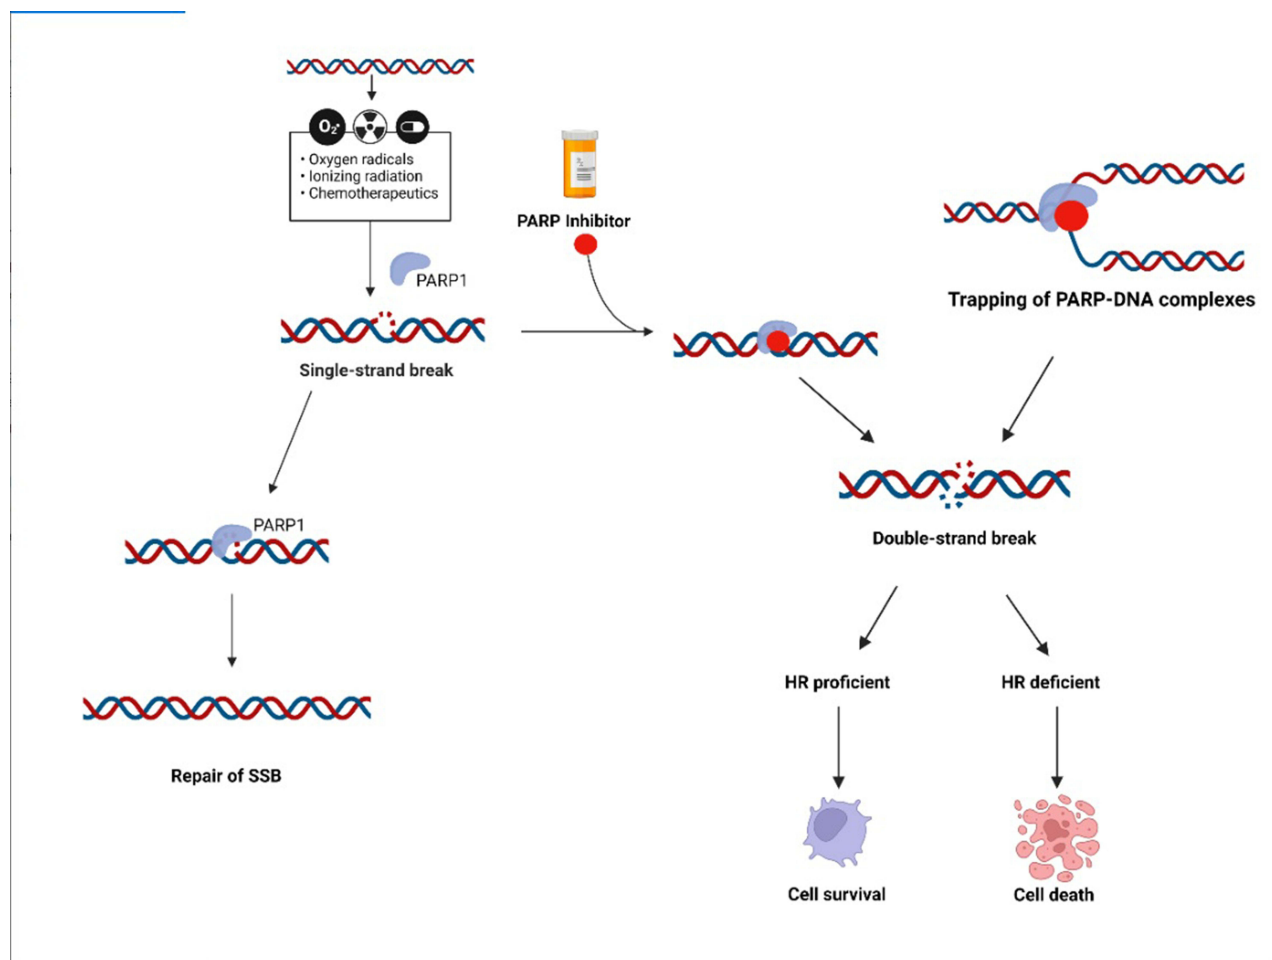 O₂•
• Oxygen radicals
• Ionizing radiation
• Chemotherapeutics
PARP Inhibitor
PARP1
Single-strand break
Trapping of PARP-DNA complexes
PARP1
Double-strand break
HR proficient
HR deficient
Repair of SSB
Cell survival
Cell death